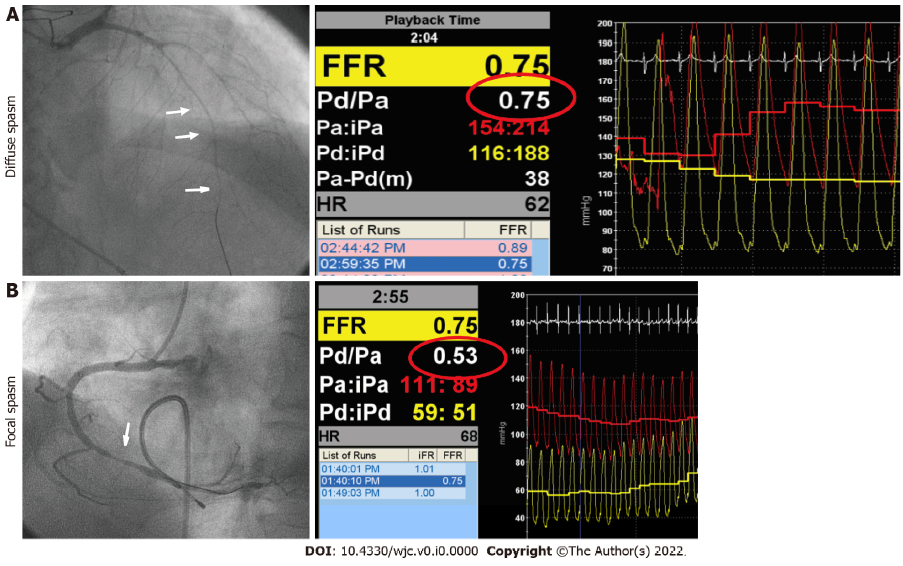 A
Diffuse spasm
Playback Time
2:04
FFR 0.75
Pd/Pa 0.75
Pa:iPa 154:214
Pd:iPd 116:188
Pa-Pd(m) 38
HR 62
List of Runs FFR
02:44:42 PM 0.89
02:59:35 PM 0.75
mmHg
200
190
180
170
160
150
140
130
120
110
100
90
80
70
B
Focal spasm
2:55
FFR 0.75
Pd/Pa 0.53
Pa:iPa 111: 89
Pd:iPd 59: 51
HR 68
List of Runs iFR FFR
01:40:01 PM 1.01
01:40:10 PM 0.75
01:49:03 PM 1.00
mmHg
200
180
160
140
120
100
80
60
40
DOI: 10.4330/wjc.v0.i0.0000 Copyright ©The Author(s) 2022.